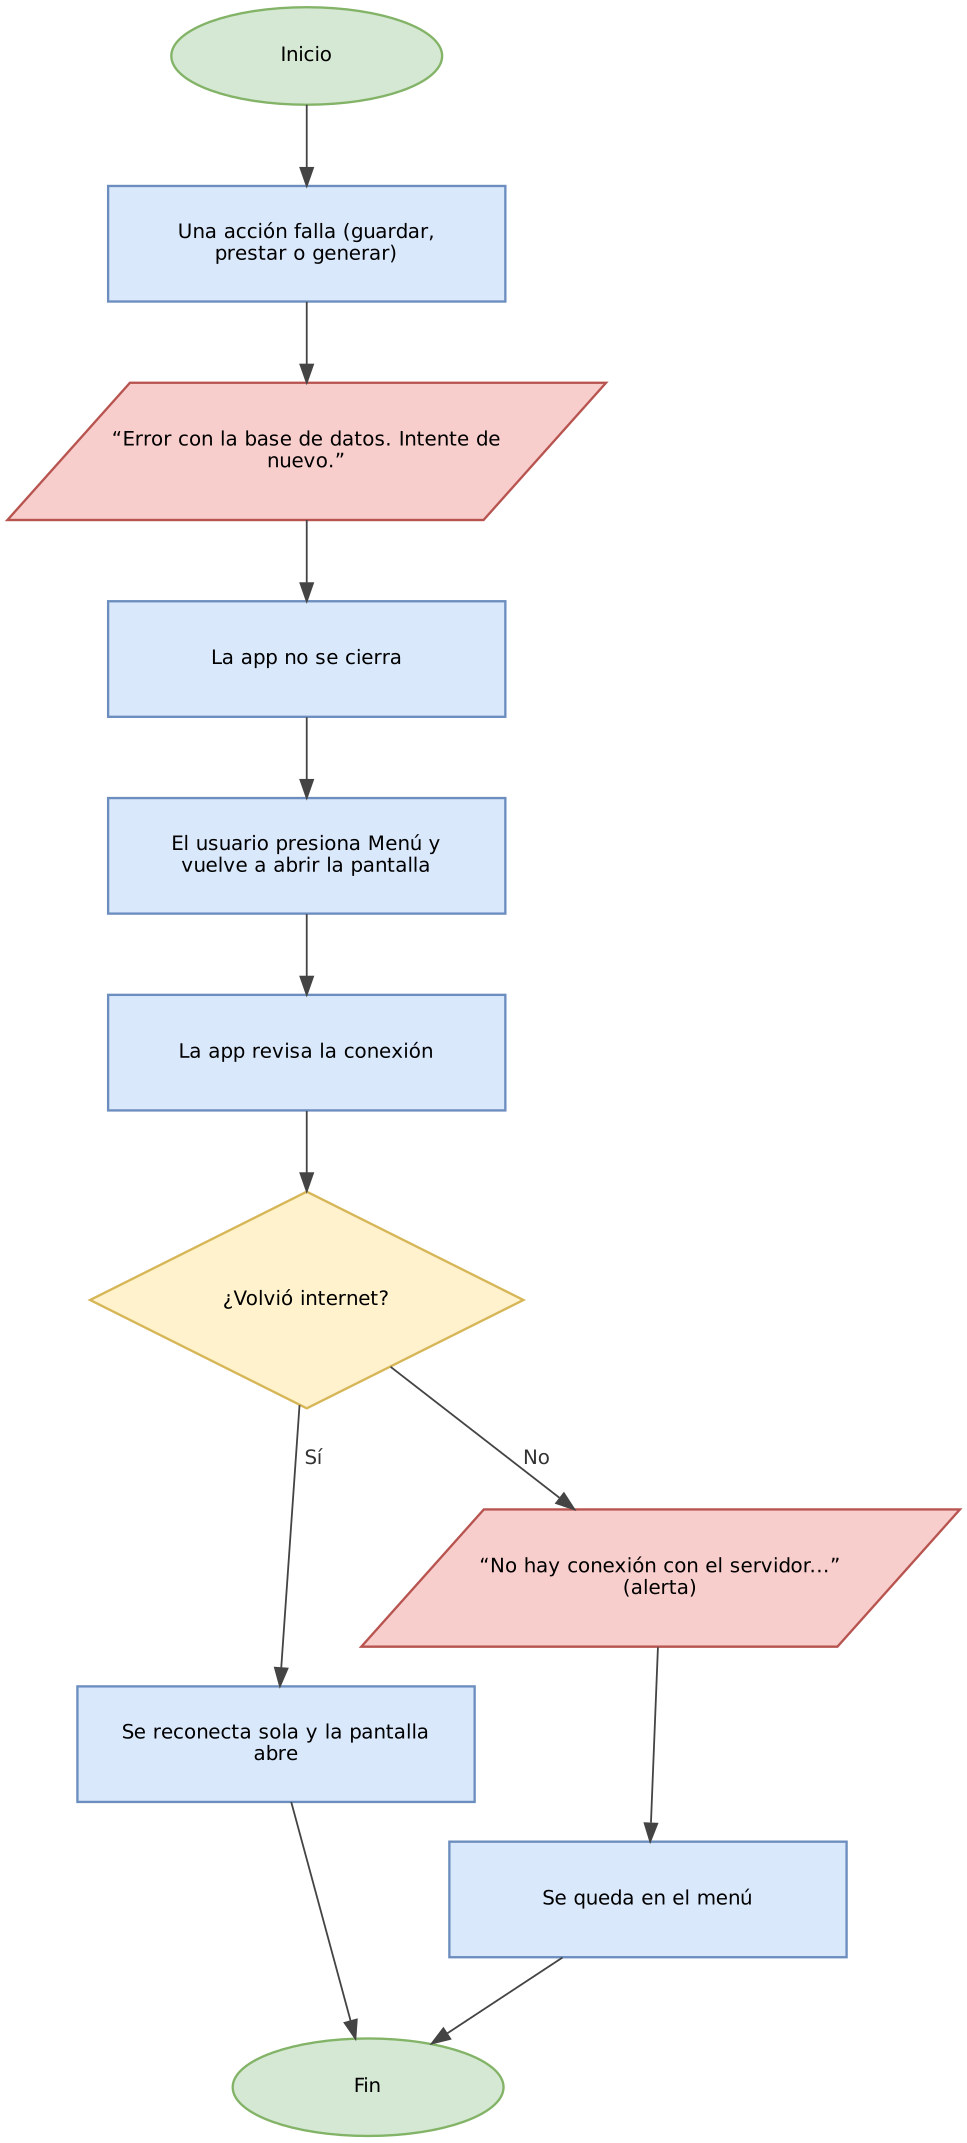 Inicio
Una acción falla (guardar,
prestar o generar)
“Error con la base de datos. Intente de
nuevo.”
La app no se cierra
El usuario presiona Menú y
vuelve a abrir la pantalla
La app revisa la conexión
¿Volvió internet?
Sí
No
“No hay conexión con el servidor…”
(alerta)
Se reconecta sola y la pantalla
abre
Se queda en el menú
Fin